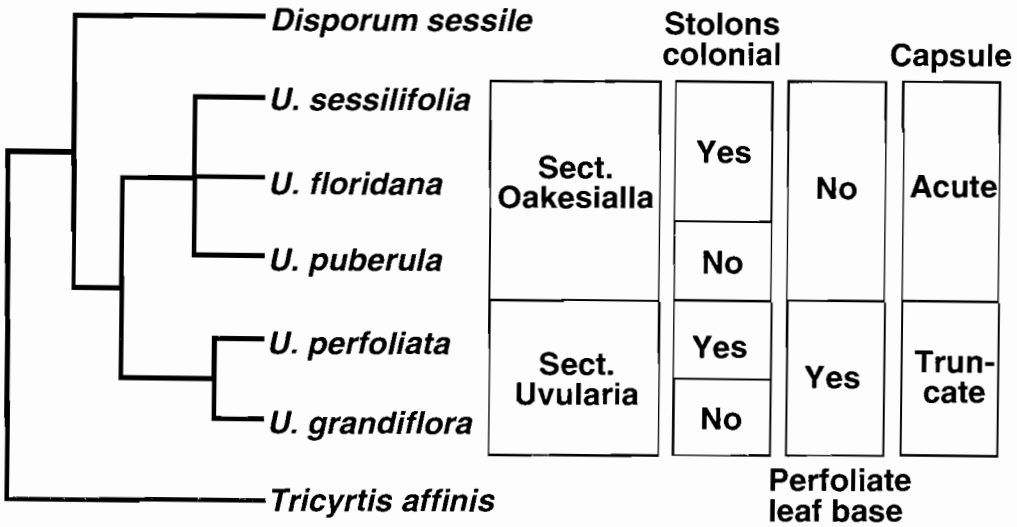 Disporum sessile
U. sessilifolia
U. floridana
U. puberula
U. perfoliata
U. grandiflora
Tricyrtis affinis
Sect.
Oakesialla
Sect.
Uvularia
Stolons
colonial
Yes
No
Yes
No
No
Yes
Perfoliate
leaf base
Capsule
Acute
Trun-
cate